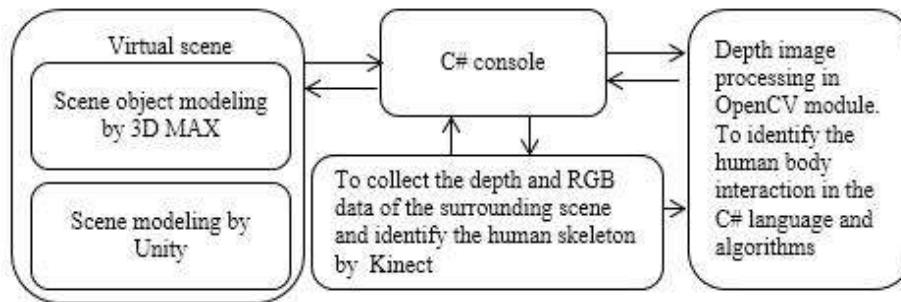 Virtual scene
Scene object modeling
by 3D MAX
Scene modeling by
Unity
C# console
To collect the depth and RGB
data of the surrounding scene
and identify the human skeleton
by Kinect
Depth image
processing in
OpenCV module.
To identify the
human body
interaction in the
C# language and
algorithms